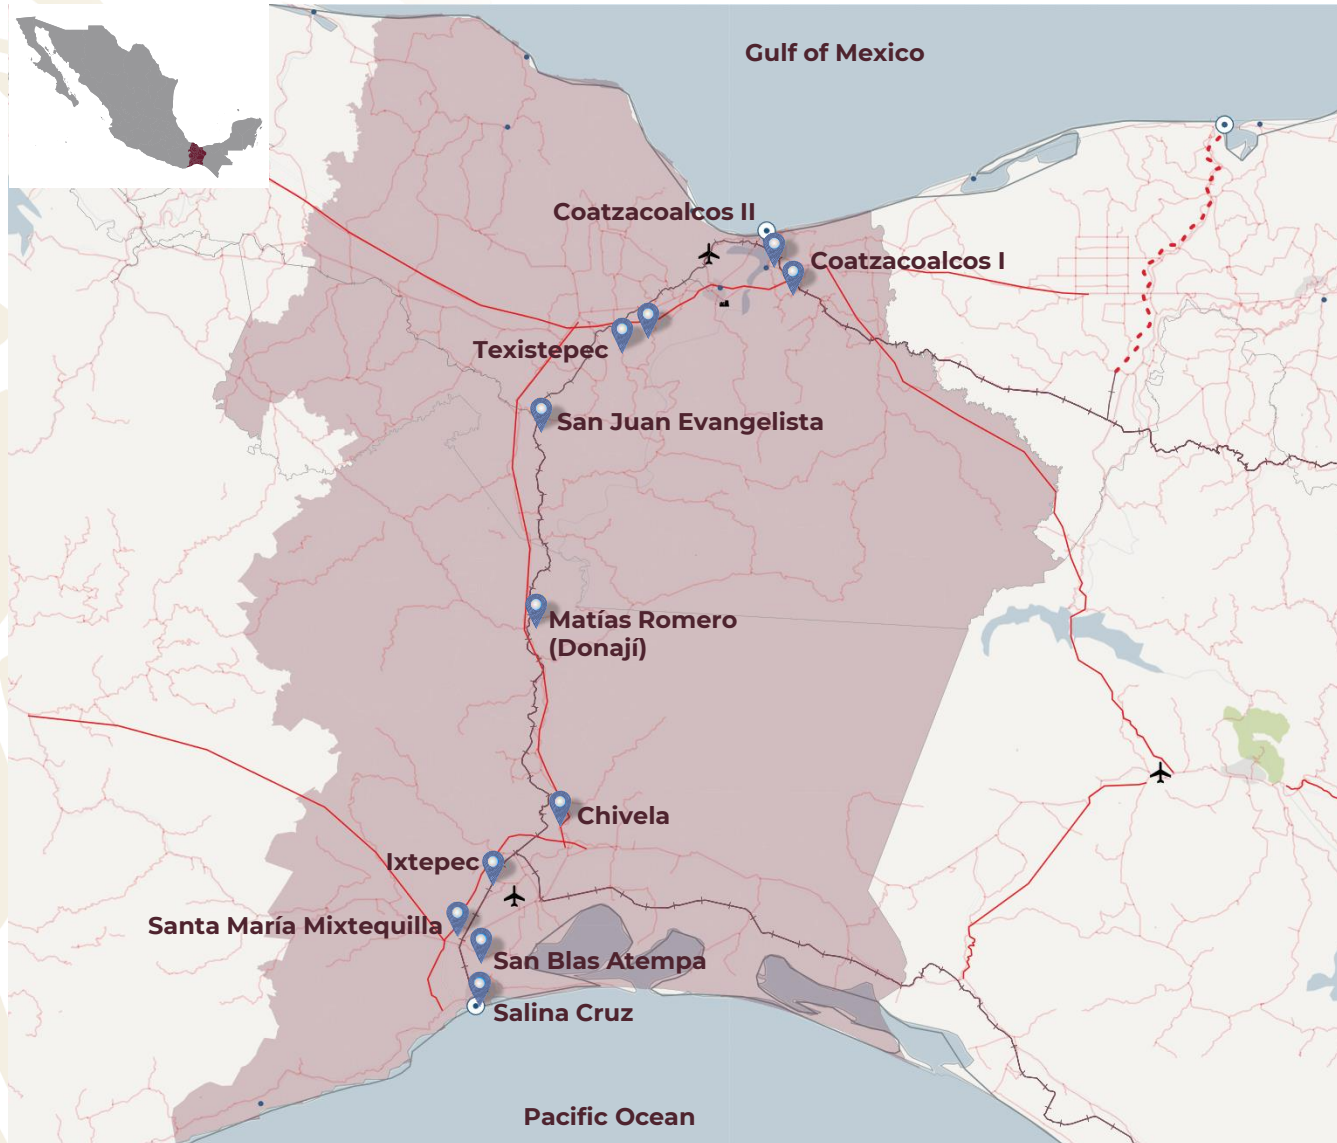 Gulf of Mexico
Coatzacoalcos II
Coatzacoalcos I
Texistepec
San Juan Evangelista
Matías Romero
(Donají)
Chivela
Ixtepec
Santa María Mixtequilla
San Blas Atempa
Salina Cruz
Pacific Ocean